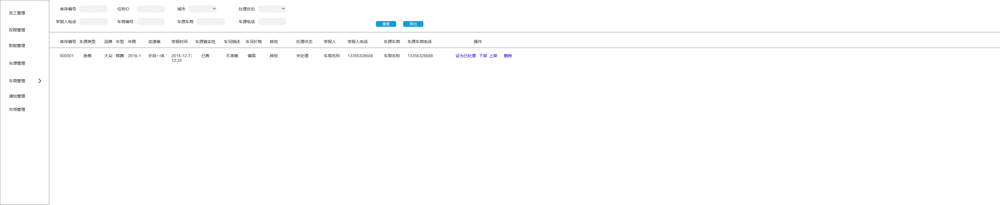 员工管理
权限管理
职能管理
车源管理
车商管理
通知管理
市场管理
库存编号 任务ID 城市 处理状态
举报人电话 车商编号 车源车商 车源电话
搜素 导出
库存编号 车源类型 品牌 车型 年限 变速箱 举报时间 车源真实性 车况描述 车况价格 其他 处理状态 举报人 举报人电话 车源车商 车源车商电话 操作
000001 急售 大众 辉腾 2018-1 手自一体 2018-12-7; 已售 不准确 偏高 其他 未处理 车商名称 13356328688 车商名称 13356328688 设为已处理 下架 上架 删除
12:25